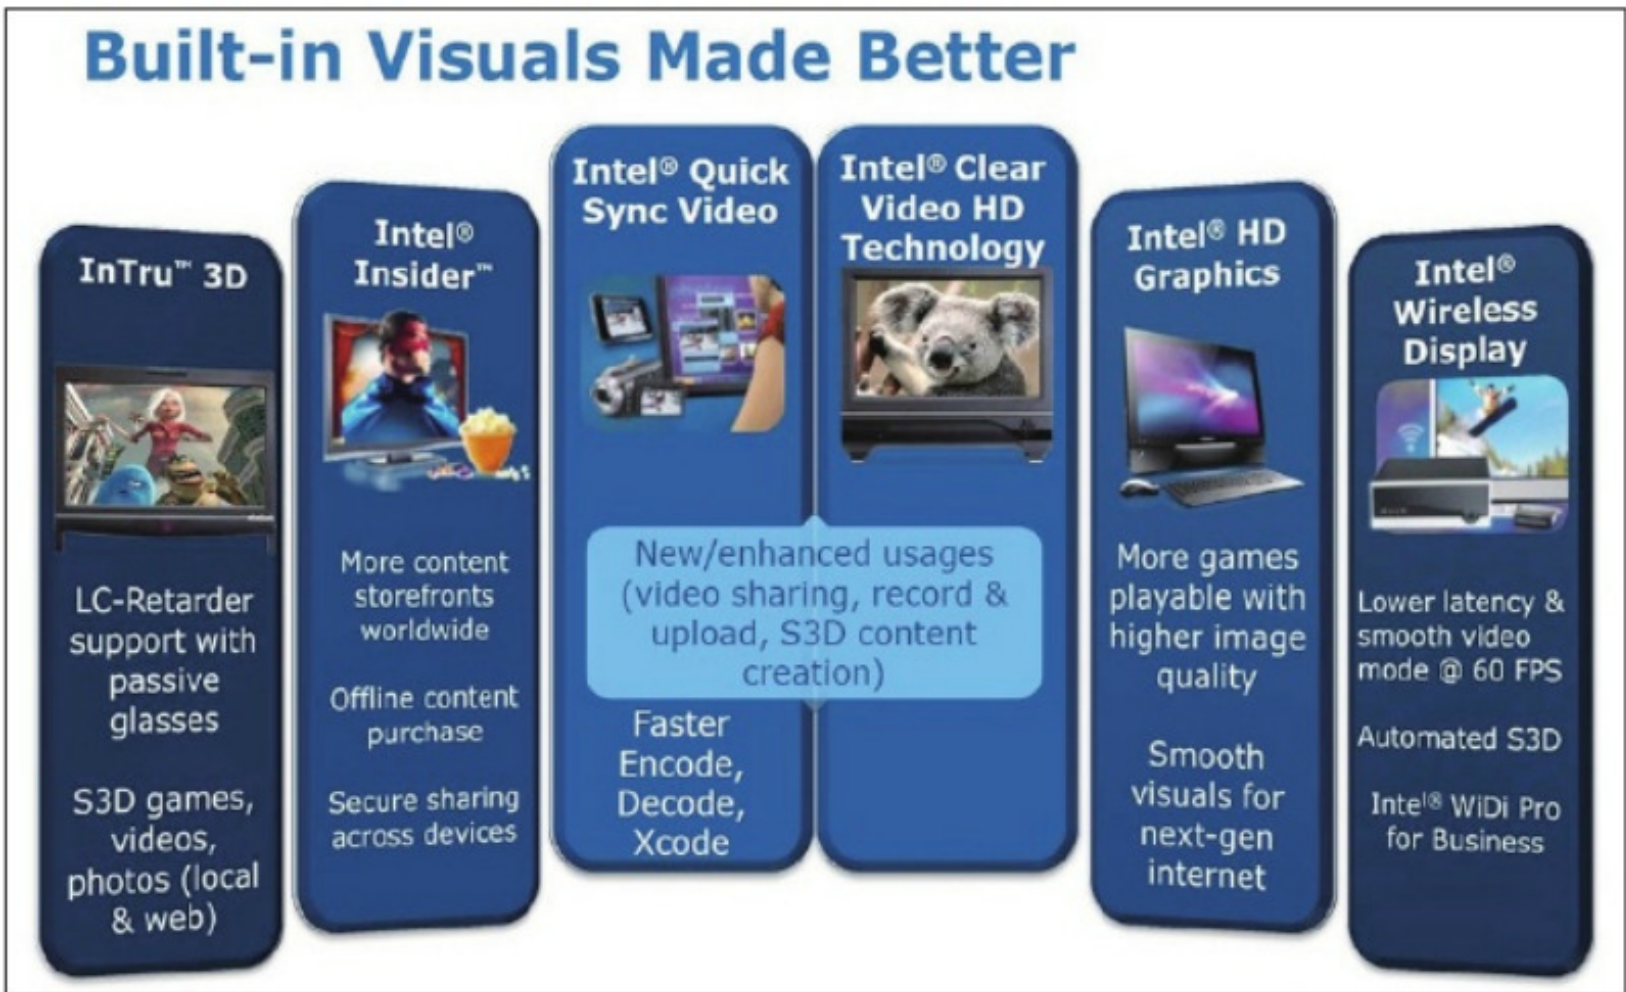 Built-in Visuals Made Better
InTru™ 3D
LC-Retarder
support with
passive
glasses
S3D games,
videos,
photos (local
& web)
Intel®
Insider™
More content
storefronts
worldwide
Offline content
purchase
Secure sharing
across devices
Intel® Quick
Sync Video
Intel® Clear
Video HD
Technology
New/enhanced usages
(video sharing, record &
upload, S3D content
creation)
Faster
Encode,
Decode,
Xcode
Intel® HD
Graphics
More games
playable with
higher image
quality
Smooth
visuals for
next-gen
internet
Intel®
Wireless
Display
Lower latency &
smooth video
mode @ 60 FPS
Automated S3D
Intel® WiDi Pro
for Business